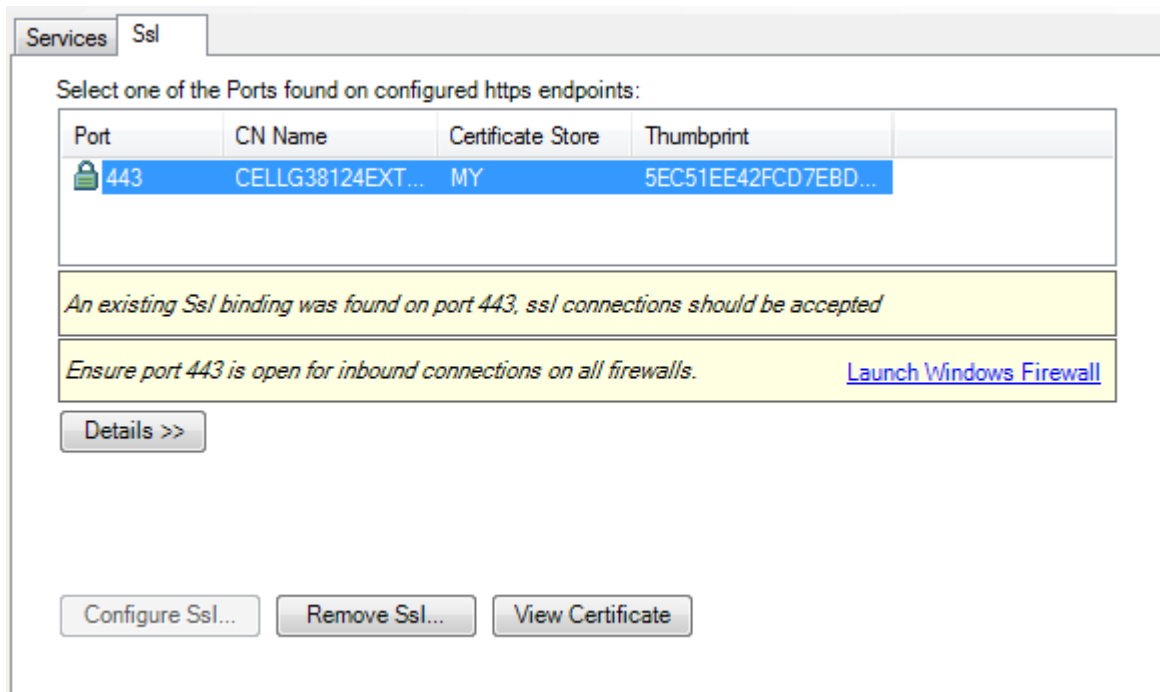 Services Ssl
Select one of the Ports found on configured https endpoints:
Port CN Name Certificate Store Thumbprint
443 CELLG38124EXT... MY 5EC51EE42FCD7EBD...
An existing Ssl binding was found on port 443, ssl connections should be accepted
Ensure port 443 is open for inbound connections on all firewalls. Launch Windows Firewall
Details >>
Configure Ssl... Remove Ssl... View Certificate